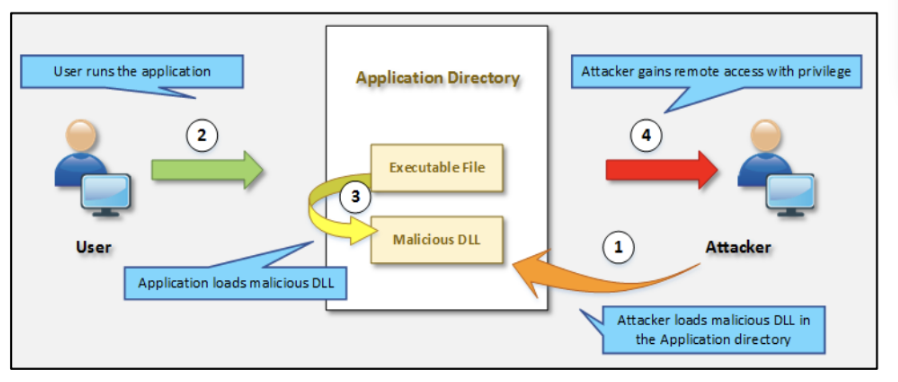 User runs the application
Application Directory
Attacker gains remote access with privilege
2
4
Executable File
3
Malicious DLL
User
1
Attacker
Application loads malicious DLL
Attacker loads malicious DLL in
the Application directory